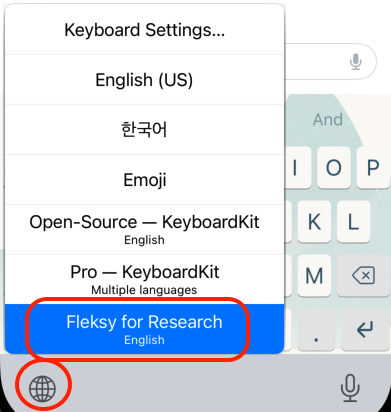 Keyboard Settings...
English (US)
한국어
Emoji
Open-Source — KeyboardKit
English
Pro — KeyboardKit
Multiple languages
Fleksy for Research
English
And
I O P
K L
M
.